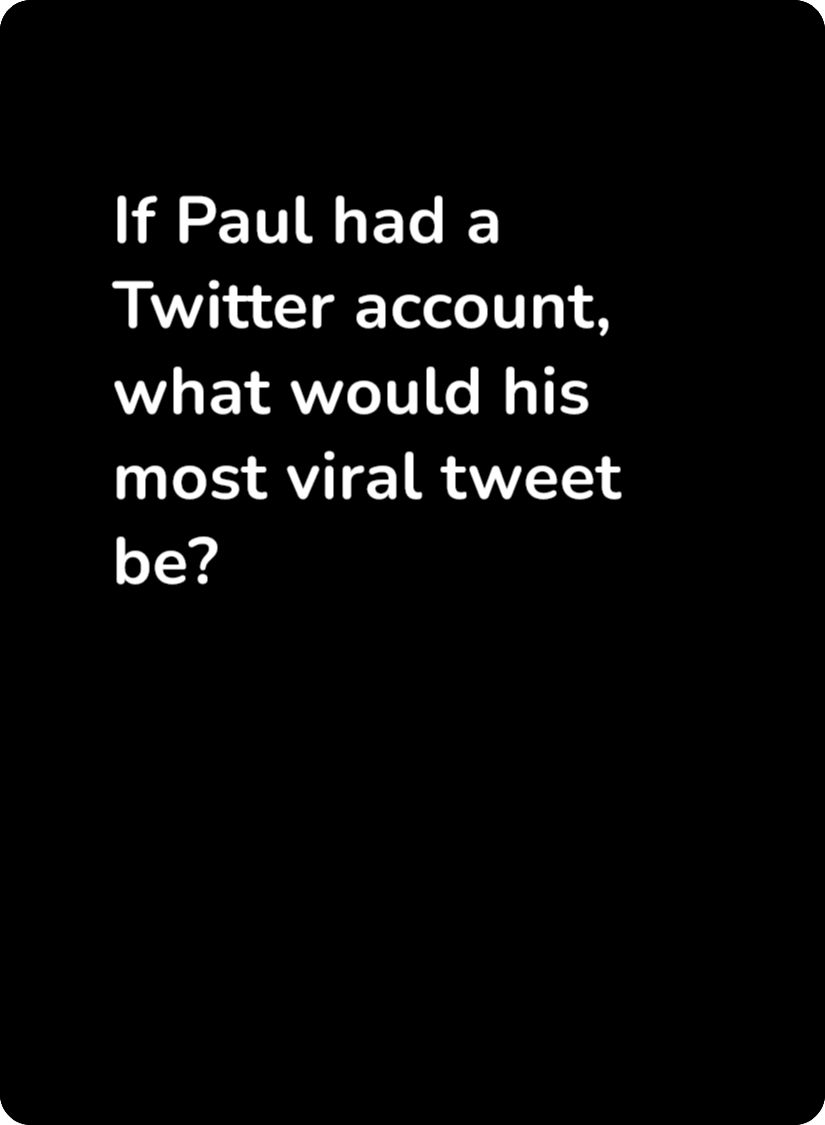 If Paul had a
Twitter account,
what would his
most viral tweet
be?